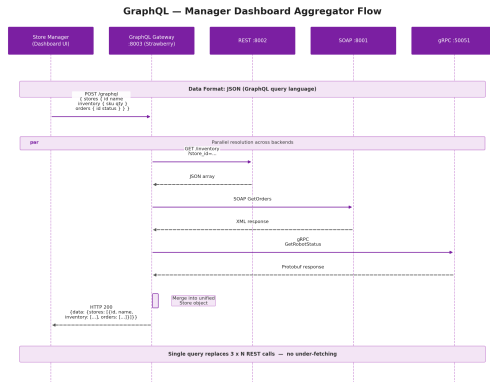 GraphQL — Manager Dashboard Aggregator Flow
Store Manager
(Dashboard UI)
GraphQL Gateway
:8003 (Strawberry)
REST :8002
SOAP :8001
gRPC :50051
Data Format: JSON (GraphQL query language)
POST /graphql
{ stores { id name
inventory { sku qty }
orders { id status } } }
par
Parallel resolution across backends
GET /inventory
?store_id=...
JSON array
SOAP GetOrders
XML response
gRPC
GetRobotStatus
Protobuf response
Merge into unified
Store object
HTTP 200
{data: {stores: [{id, name,
inventory: [...], orders: [...]}]}}
Single query replaces 3 x N REST calls — no under-fetching